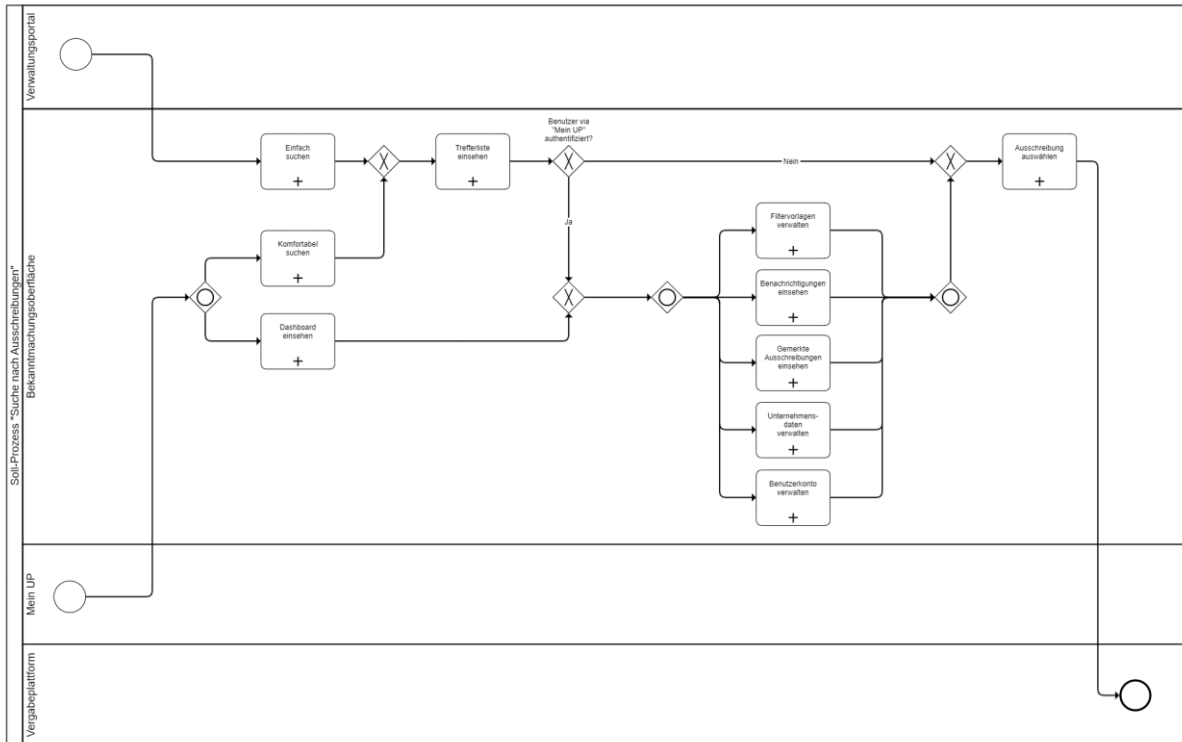 Soll-Prozess "Suche nach Ausschreibungen"
Verwaltungsportal
Bekanntmachungsoberfläche
Einfach
suchen
Trefferliste
einsehen
Benutzer via
"Mein UP"
authentifiziert?
Nein
Ausschreibung
auswählen
Ja
Komfortabel
suchen
Dashboard
einsehen
Filtervorlagen
verwalten
Benachrichtigungen
einsehen
Gemerkte
Ausschreibungen
einsehen
Unternehmens-
daten
verwalten
Benutzerkonto
verwalten
Mein UP
Vergabeplattform